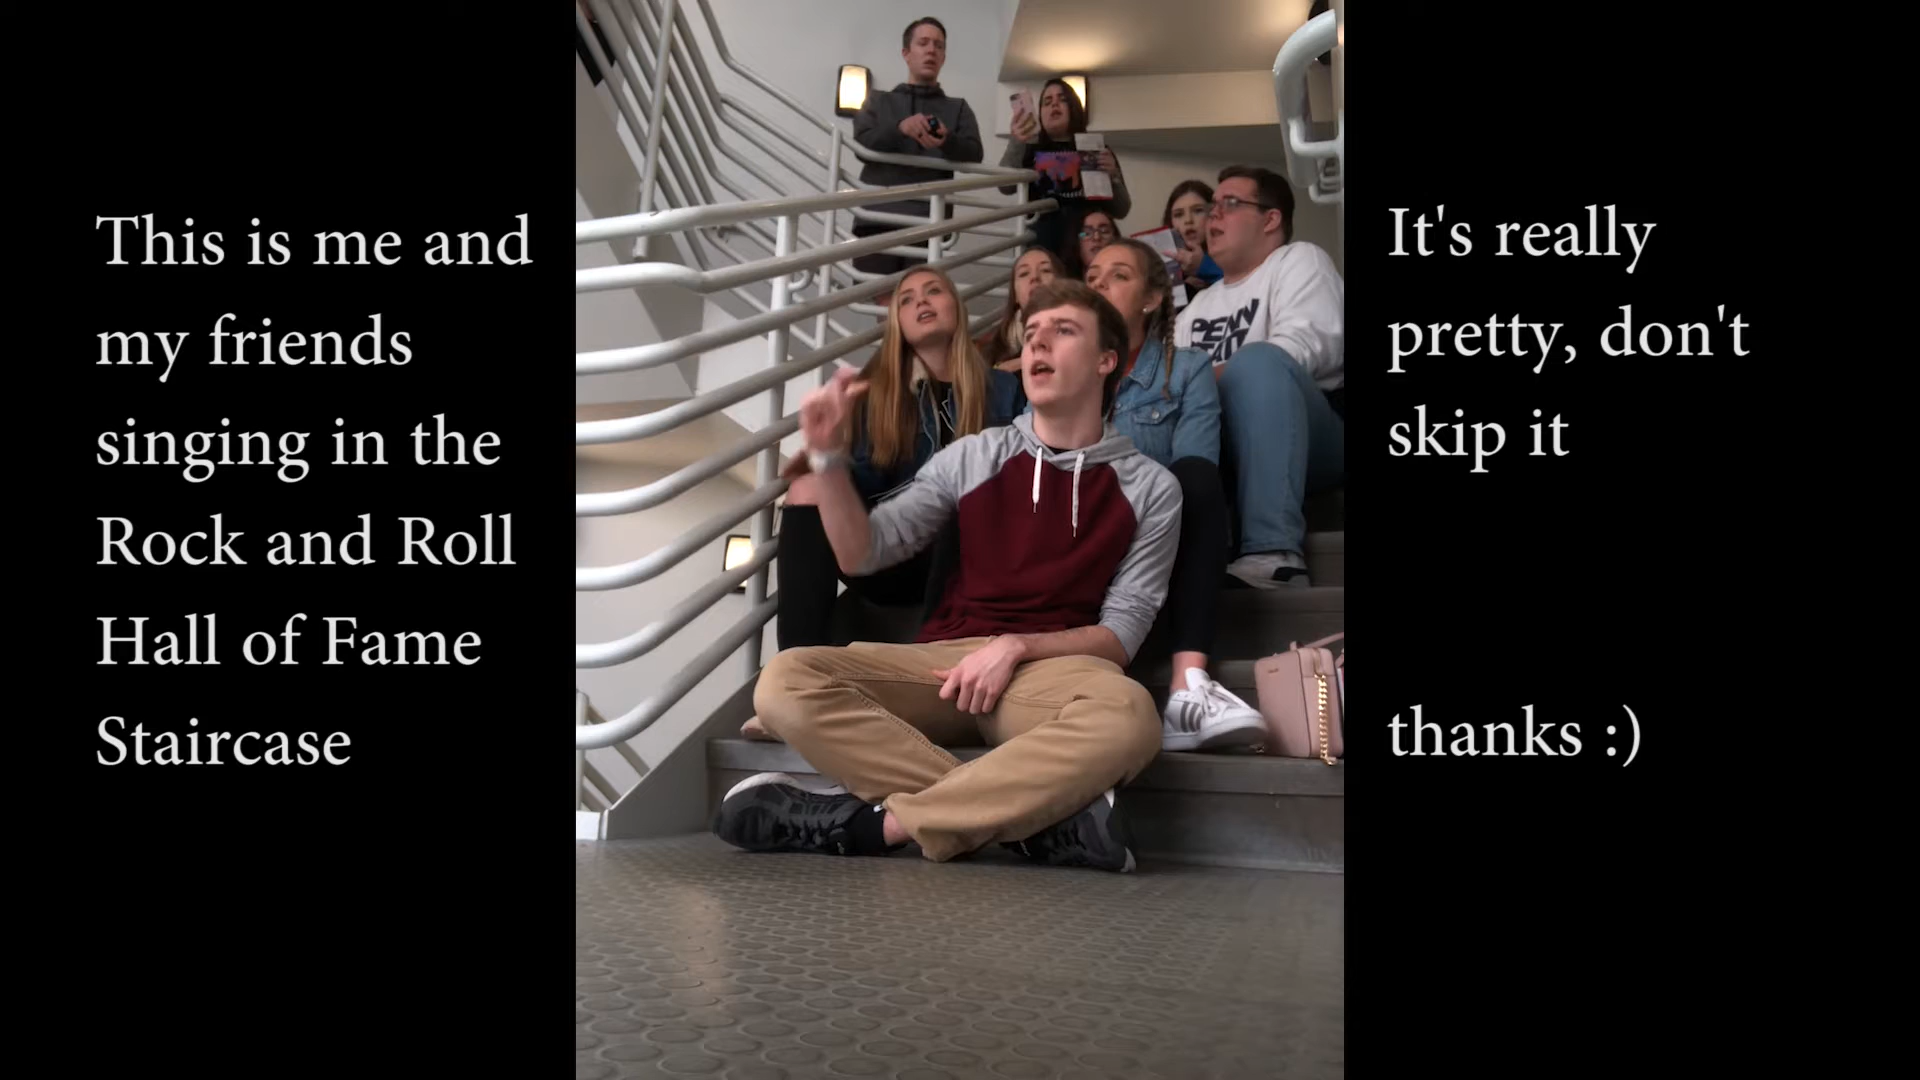 This is me and
my friends
singing in the
Rock and Roll
Hall of Fame
Staircase
PENN
It's really
pretty, don't
skip it
thanks :)